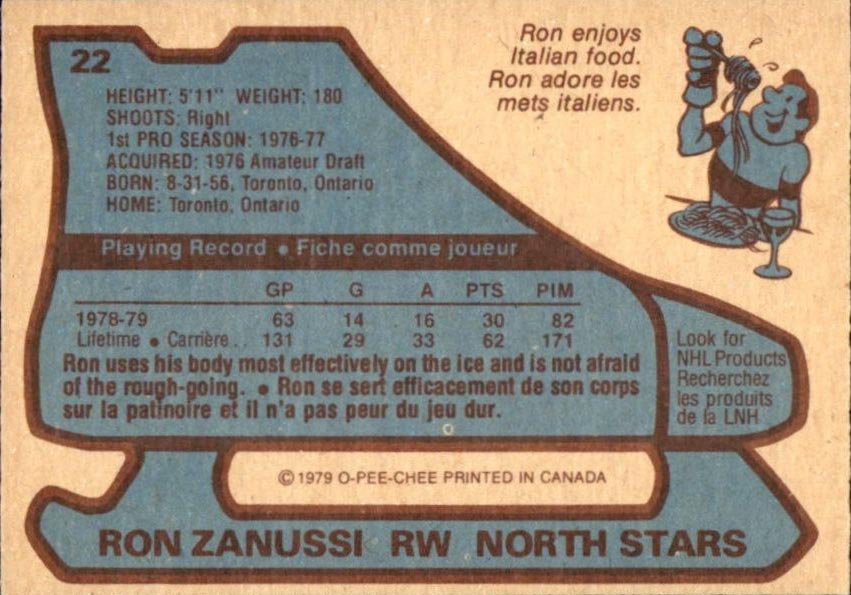 22
Ron enjoys
Italian food.
Ron adore les
mets italiens.
HEIGHT: 5'11" WEIGHT: 180
SHOOTS: Right
1st PRO SEASON: 1976-77
ACQUIRED: 1976 Amateur Draft
BORN: 8-31-56, Toronto, Ontario
HOME: Toronto, Ontario
Playing Record • Fiche comme joueur
GP G A PTS PIM
1978-79 63 14 16 30 82
Lifetime • Carrière . . 131 29 33 62 171
Ron uses his body most effectively on the ice and is not afraid
of the rough-going. • Ron se sert efficacement de son corps
sur la patinoire et il n'a pas peur du jeu dur.
Look for
NHL Products
Recherchez
les produits
de la LNH
© 1979 O-PEE-CHEE PRINTED IN CANADA
RON ZANUSSI RW NORTH STARS